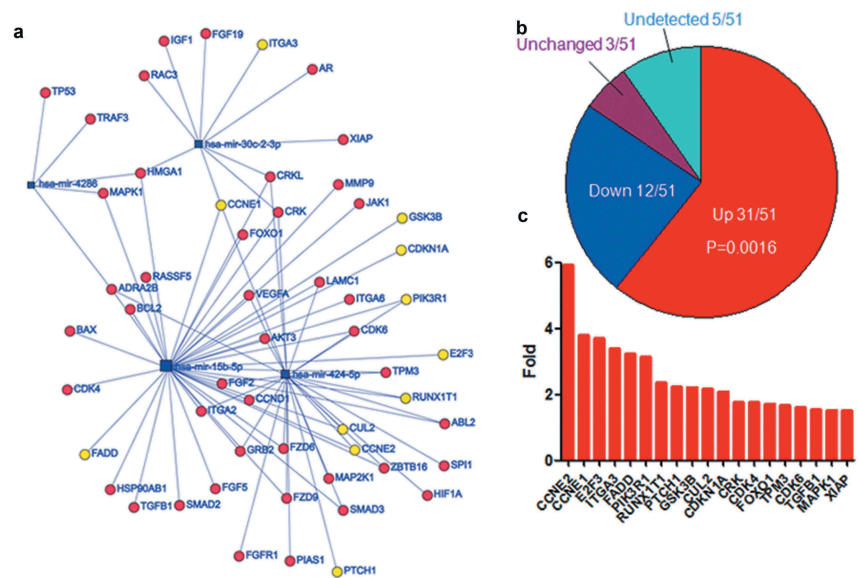 a
IGF1
FGF19
ITGA3
RAC3
AR
TP53
TRAF3
XIAP
hsa-mir-30c-2-3p
HMGA1
hsa-mir-4286
MAPK1
CRKL
MMP9
CCNE1
CRK
JAK1
GSK3B
FOXO1
CDKN1A
RASSF5
ADRA2B
LAMC1
VEGFA
ITGA6
PIK3R1
BCL2
BAX
AKT3
CDK6
E2F3
hsa-mir-15b-5p
hsa-mir-424-5p
TPM3
CDK4
FGF2
CCND1
RUNX1T1
ITGA2
ABL2
CUL2
FADD
GRB2
FZD6
CCNE2
ZBTB16
SPI1
HSP90AB1
FGF5
MAP2K1
TGFB1
SMAD2
FZD9
SMAD3
HIF1A
FGFR1
PIAS1
PTCH1
b
Undetected 5/51
Unchanged 3/51
Down 12/51
Up 31/51
P=0.0016
c
Fold
6
4
2
0
CCNE2
CCNE1
E2F3
ITGA3
FADD
PIK3R1
RUNX1T1
PTCH1
GSK3B
CUL2
CDKN1A
CRK
CDK4
FOXO1
TPM3
CDK6
TGFB1
MAPK1
XIAP